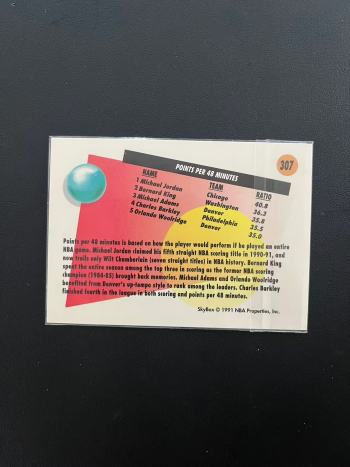 307
POINTS PER 48 MINUTES
NAME TEAM RATIO
1 Michael Jordan Chicago 40.8
2 Bernard King Washington 36.3
3 Michael Adams Denver 35.8
4 Charles Barkley Philadelphia 35.5
5 Orlando Woolridge Denver 35.0
Points per 48 minutes is based on how the player would perform if he played an entire
NBA game. Michael Jordan claimed his fifth straight NBA scoring title in 1990-91, and
now trails only Wilt Chamberlain (seven straight titles) in NBA history. Bernard King
spent the entire season among the top three in scoring as the former NBA scoring
champion (1984-85) brought back memories. Michael Adams and Orlando Woolridge
benefited from Denver's up-tempo style to rank among the leaders. Charles Barkley
finished fourth in the league in both scoring and points per 48 minutes.
SkyBox © 1991 NBA Properties, Inc.